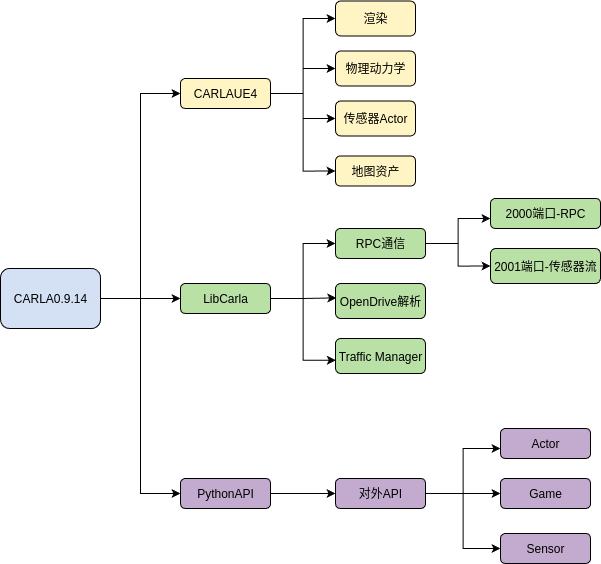 CARLA0.9.14
CARLAUE4
渲染
物理动力学
传感器Actor
地图资产
LibCarla
RPC通信
2000端口-RPC
2001端口-传感器流
OpenDrive解析
Traffic Manager
PythonAPI
对外API
Actor
Game
Sensor